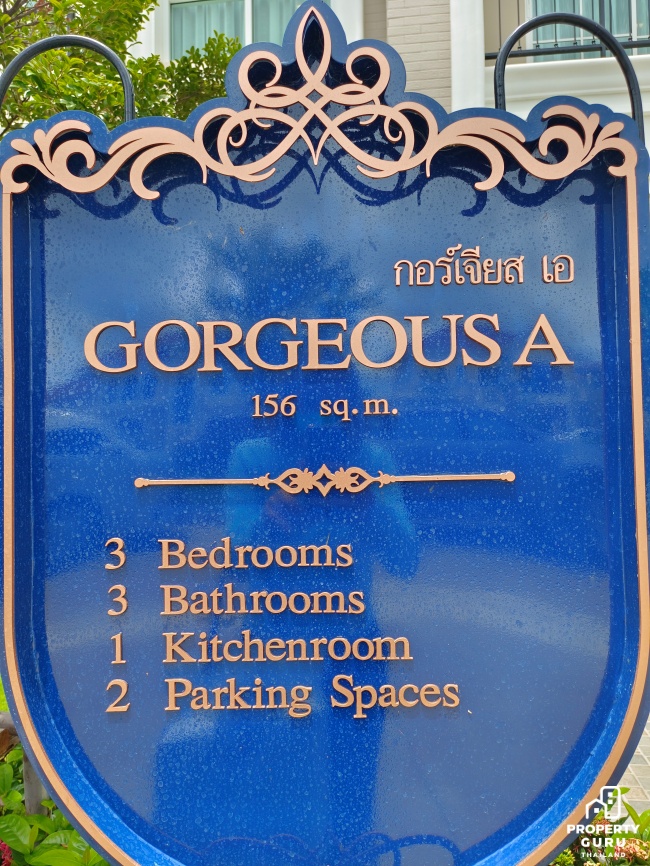 กอร์เจียส เอ
GORGEOUS A
156 sq.m.
3 Bedrooms
3 Bathrooms
1 Kitchenroom
2 Parking Spaces
PROPERTY
GURU
THAILAND